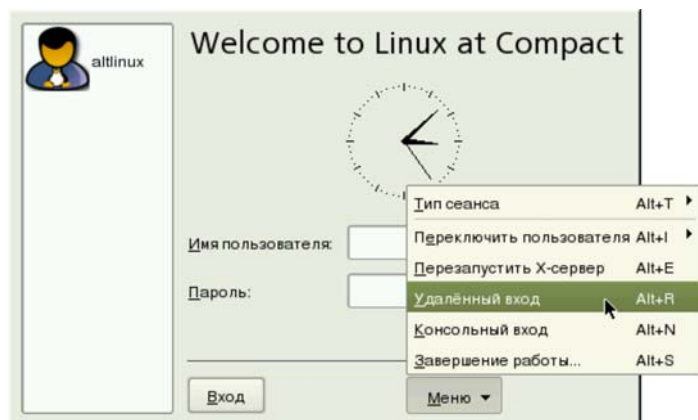 altlinux
Welcome to Linux at Compact
Тип сеанса Alt+T
Имя пользователя:
Переключить пользователя Alt+I
Перезапустить X-сервер Alt+E
Пароль:
Удалённый вход Alt+R
Консольный вход Alt+N
Завершение работы... Alt+S
Вход
Меню